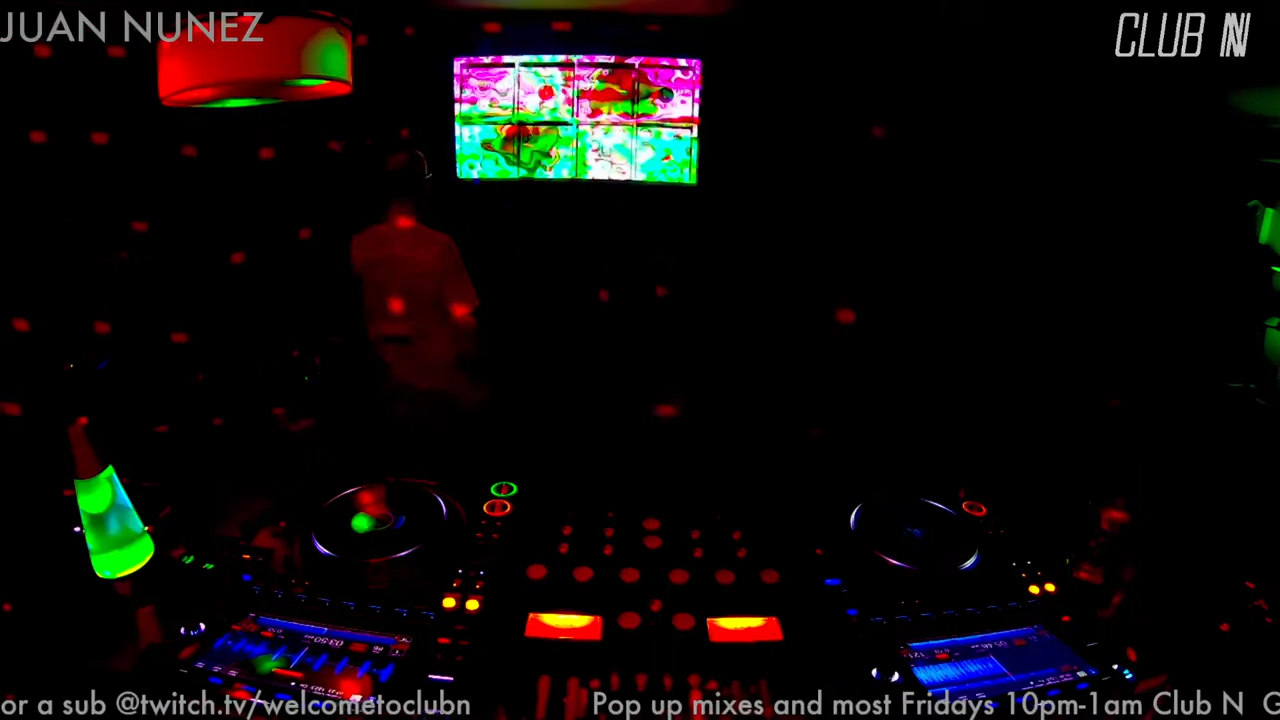 JUAN NUNEZ
CLUB N
or a sub @twitch.tv/welcometoclubn Pop up mixes and most Fridays 10pm-1am Club N G